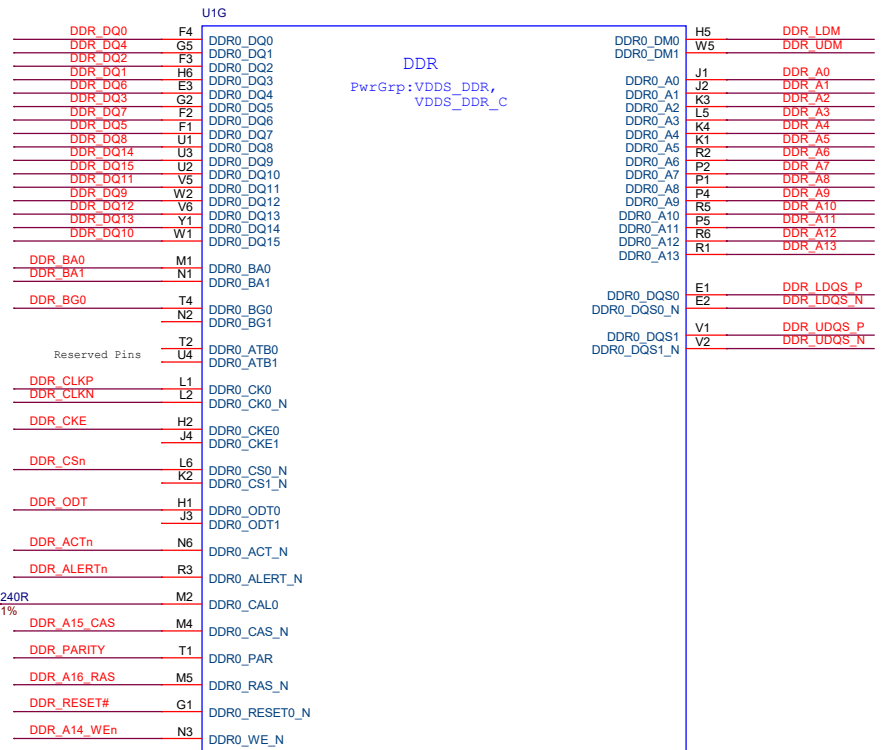 U1G
DDR
PwrGrp:VDDS_DDR,
VDDS_DDR_C
DDR_DQ0 F4 DDR0_DQ0
DDR_DQ4 G5 DDR0_DQ1
DDR_DQ2 F3 DDR0_DQ2
DDR_DQ1 H6 DDR0_DQ3
DDR_DQ6 E3 DDR0_DQ4
DDR_DQ3 G2 DDR0_DQ5
DDR_DQ7 F2 DDR0_DQ6
DDR_DQ5 F1 DDR0_DQ7
DDR_DQ8 U1 DDR0_DQ8
DDR_DQ14 U3 DDR0_DQ9
DDR_DQ15 U2 DDR0_DQ10
DDR_DQ11 V5 DDR0_DQ11
DDR_DQ9 W2 DDR0_DQ12
DDR_DQ12 V6 DDR0_DQ13
DDR_DQ13 Y1 DDR0_DQ14
DDR_DQ10 W1 DDR0_DQ15
DDR_BA0 M1 DDR0_BA0
DDR_BA1 N1 DDR0_BA1
DDR_BG0 T4 DDR0_BG0
N2 DDR0_BG1
T2 DDR0_ATB0
Reserved Pins U4 DDR0_ATB1
DDR_CLKP L1 DDR0_CK0
DDR_CLKN L2 DDR0_CK0_N
DDR_CKE H2 DDR0_CKE0
J4 DDR0_CKE1
DDR_CSn L6 DDR0_CS0_N
K2 DDR0_CS1_N
DDR_ODT H1 DDR0_ODT0
J3 DDR0_ODT1
DDR_ACTn N6 DDR0_ACT_N
DDR_ALERTn R3 DDR0_ALERT_N
240R M2 DDR0_CAL0
1%
DDR_A15_CAS M4 DDR0_CAS_N
DDR_PARITY T1 DDR0_PAR
DDR_A16_RAS M5 DDR0_RAS_N
DDR_RESET# G1 DDR0_RESET0_N
DDR_A14_WEn N3 DDR0_WE_N
DDR0_DM0 H5 DDR_LDM
DDR0_DM1 W5 DDR_UDM
DDR0_A0 J1 DDR_A0
DDR0_A1 J2 DDR_A1
DDR0_A2 K3 DDR_A2
DDR0_A3 L5 DDR_A3
DDR0_A4 K4 DDR_A4
DDR0_A5 K1 DDR_A5
DDR0_A6 R2 DDR_A6
DDR0_A7 P2 DDR_A7
DDR0_A8 P1 DDR_A8
DDR0_A9 P4 DDR_A9
DDR0_A10 R5 DDR_A10
DDR0_A11 P5 DDR_A11
DDR0_A12 R6 DDR_A12
DDR0_A13 R1 DDR_A13
DDR0_DQS0 E1 DDR_LDQS_P
DDR0_DQS0_N E2 DDR_LDQS_N
DDR0_DQS1 V1 DDR_UDQS_P
DDR0_DQS1_N V2 DDR_UDQS_N